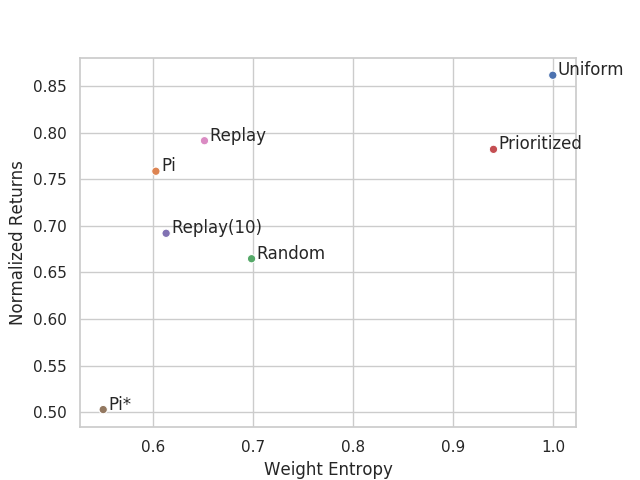 0.85
0.80
0.75
0.70
0.65
0.60
0.55
0.50
Normalized Returns
Uniform
Prioritized
Replay
Pi
Replay(10)
Random
Pi*
0.6 0.7 0.8 0.9 1.0
Weight Entropy